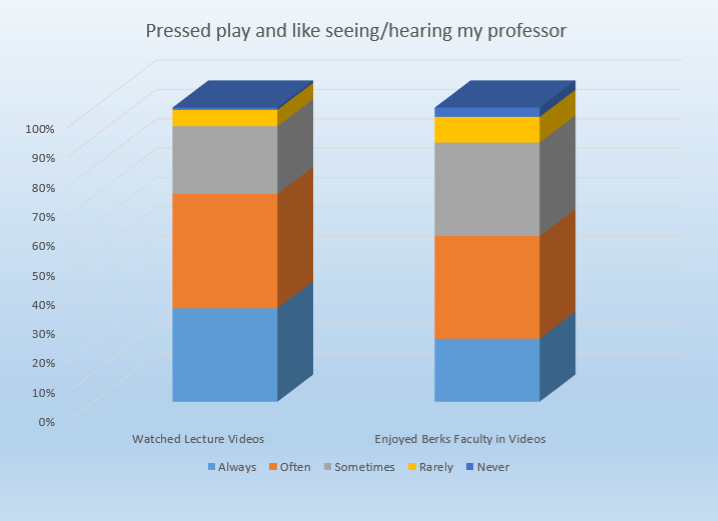 Pressed play and like seeing/hearing my professor
100%
90%
80%
70%
60%
50%
40%
30%
20%
10%
0%
Watched Lecture Videos
Enjoyed Berks Faculty in Videos
Always
Often
Sometimes
Rarely
Never